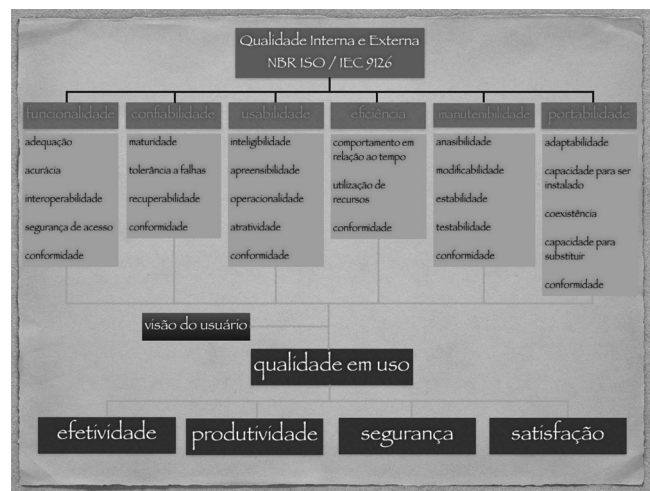 Qualidade Interna e Externa
NBR ISO / IEC 9126
funcionalidade
adequação
acurácia
interoperabilidade
segurança de acesso
conformidade
confiabilidade
maturidade
tolerância a falhas
recuperabilidade
conformidade
usabilidade
inteligibilidade
apreensibilidade
operacionalidade
atratividade
conformidade
eficiência
comportamento em
relação ao tempo
utilização de
recursos
conformidade
manutenibilidade
anasibilidade
modificabilidade
estabilidade
testabilidade
conformidade
portabilidade
adaptabilidade
capacidade para ser
instalado
coexistência
capacidade para
substituir
conformidade
visão do usuário
qualidade em uso
efetividade
produtividade
segurança
satisfação